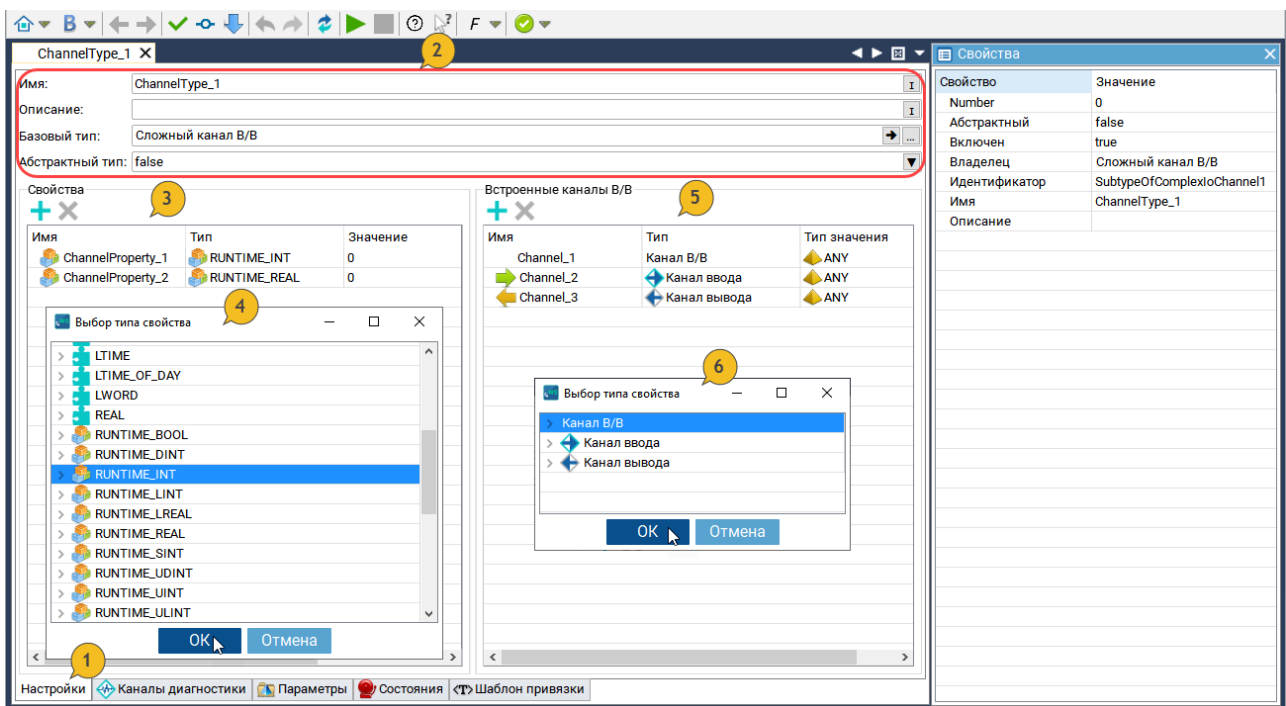 B F
ChannelType_1
2
Свойства
Имя: ChannelType_1
Описание:
Базовый тип: Сложный канал В/В ...
Абстрактный тип: false
Свойство Значение
Number 0
Абстрактный false
Включен true
Владелец Сложный канал В/В
Идентификатор SubtypeOfComplexIoChannel1
Имя ChannelType_1
Описание
Свойства
3
Имя Тип Значение
ChannelProperty_1 RUNTIME_INT 0
ChannelProperty_2 RUNTIME_REAL 0
4
Выбор типа свойства
LTIME
LTIME_OF_DAY
LWORD
REAL
RUNTIME_BOOL
RUNTIME_DINT
RUNTIME_INT
RUNTIME_LINT
RUNTIME_LREAL
RUNTIME_REAL
RUNTIME_SINT
RUNTIME_UDINT
RUNTIME_UINT
RUNTIME_ULINT
ОК Отмена
Встроенные каналы В/В
5
Имя Тип Тип значения
Channel_1 Канал В/В ANY
Channel_2 Канал ввода ANY
Channel_3 Канал вывода ANY
6
Выбор типа свойства
Канал В/В
Канал ввода
Канал вывода
ОК Отмена
1
Настройки Каналы диагностики Параметры Состояния <T> Шаблон привязки